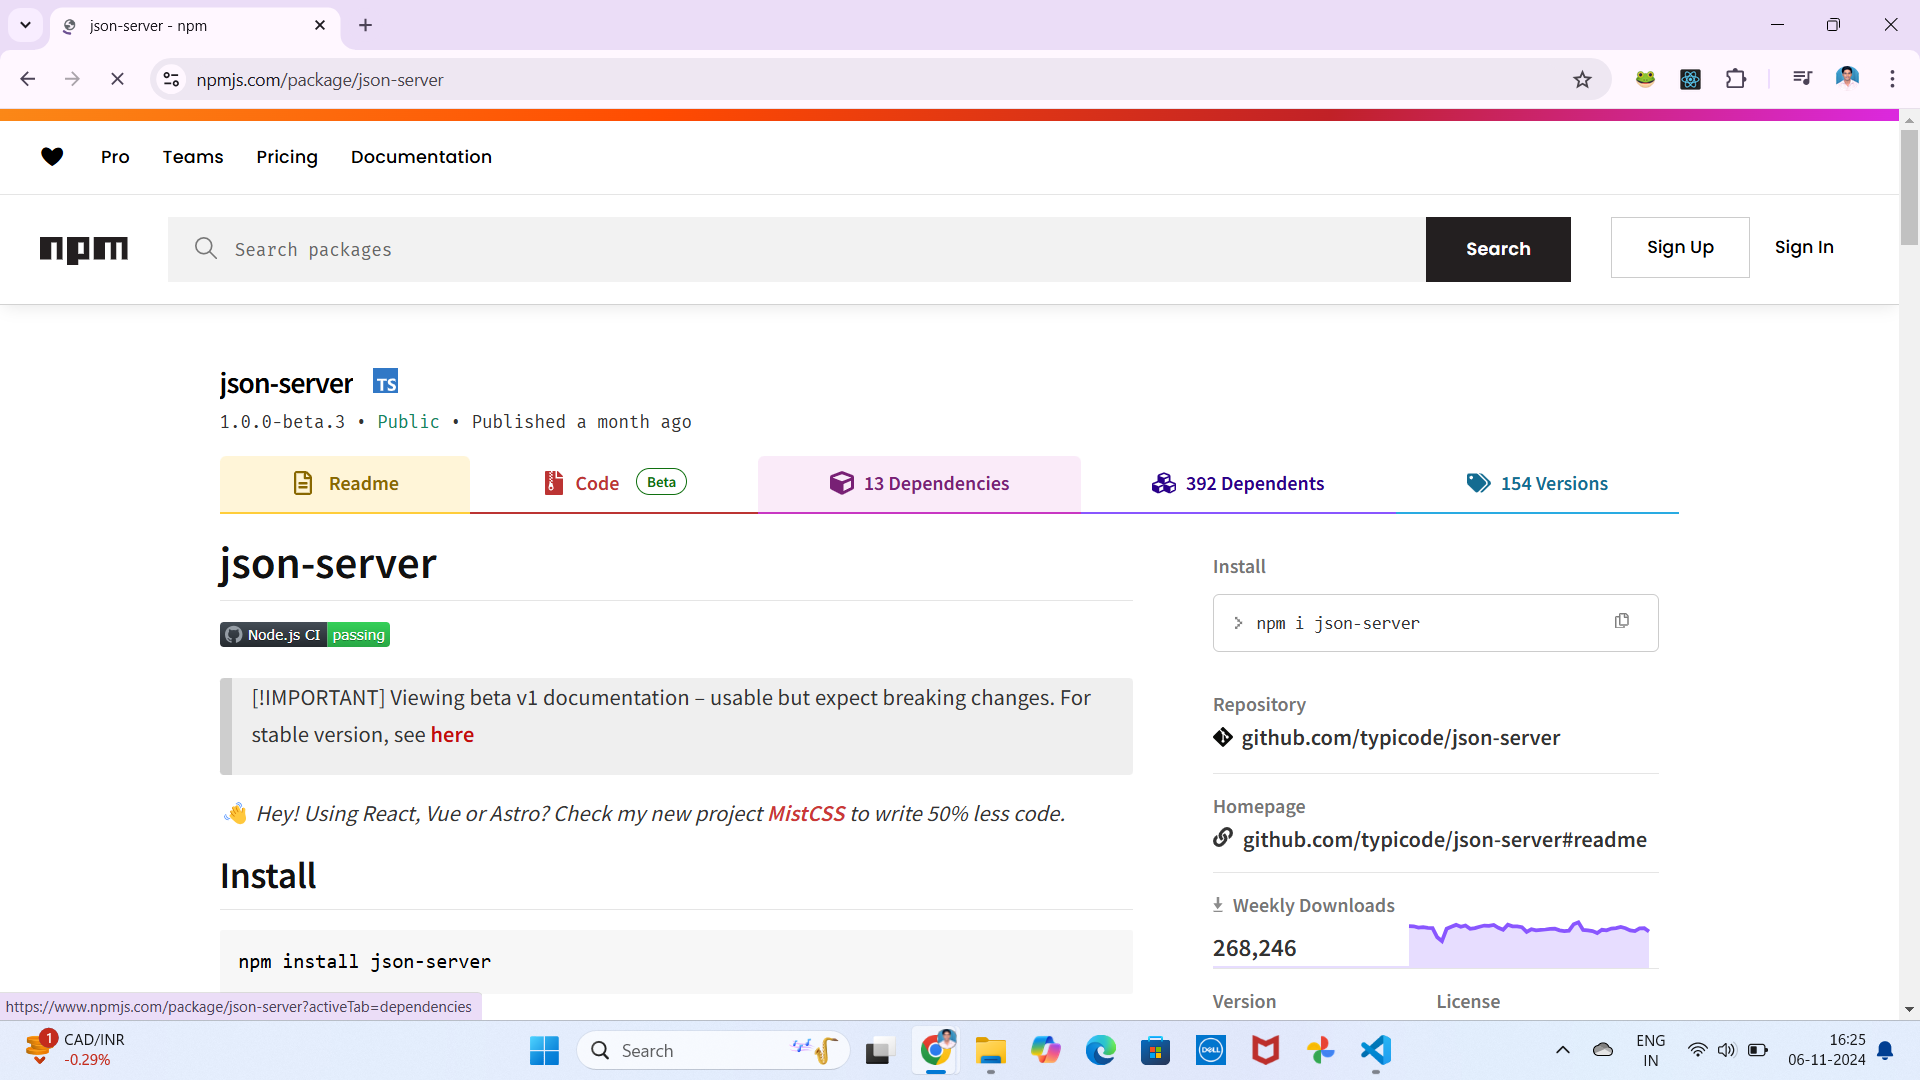 json-server - npm
npmjs.com/package/json-server
Pro Teams Pricing Documentation
npm
Search packages
Search
Sign Up
Sign In
json-server TS
1.0.0-beta.3 • Public • Published a month ago
Readme
Code Beta
13 Dependencies
392 Dependents
154 Versions
json-server
Node.js CI passing
[!IMPORTANT] Viewing beta v1 documentation – usable but expect breaking changes. For
stable version, see here
👋 Hey! Using React, Vue or Astro? Check my new project MistCSS to write 50% less code.
Install
npm install json-server
Install
npm i json-server
Repository
github.com/typicode/json-server
Homepage
github.com/typicode/json-server#readme
Weekly Downloads
268,246
Version
License
https://www.npmjs.com/package/json-server?activeTab=dependencies
1
CAD/INR
-0.29%
Search
DELL
ENG
IN
16:25
06-11-2024